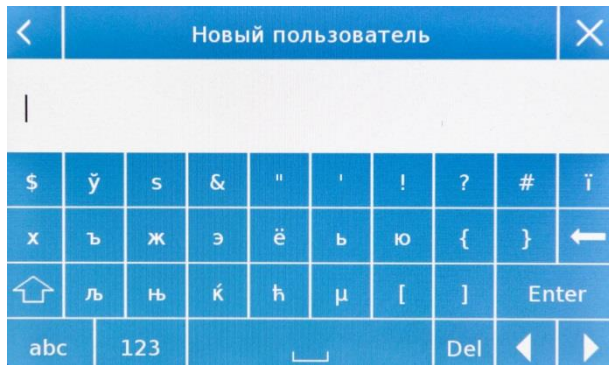 Новый пользователь
$ ў ѕ & " ' ! ? # ї
х ъ ж э ё ь ю { }
љ њ ќ ћ џ [ ] Enter
abc 123 Del